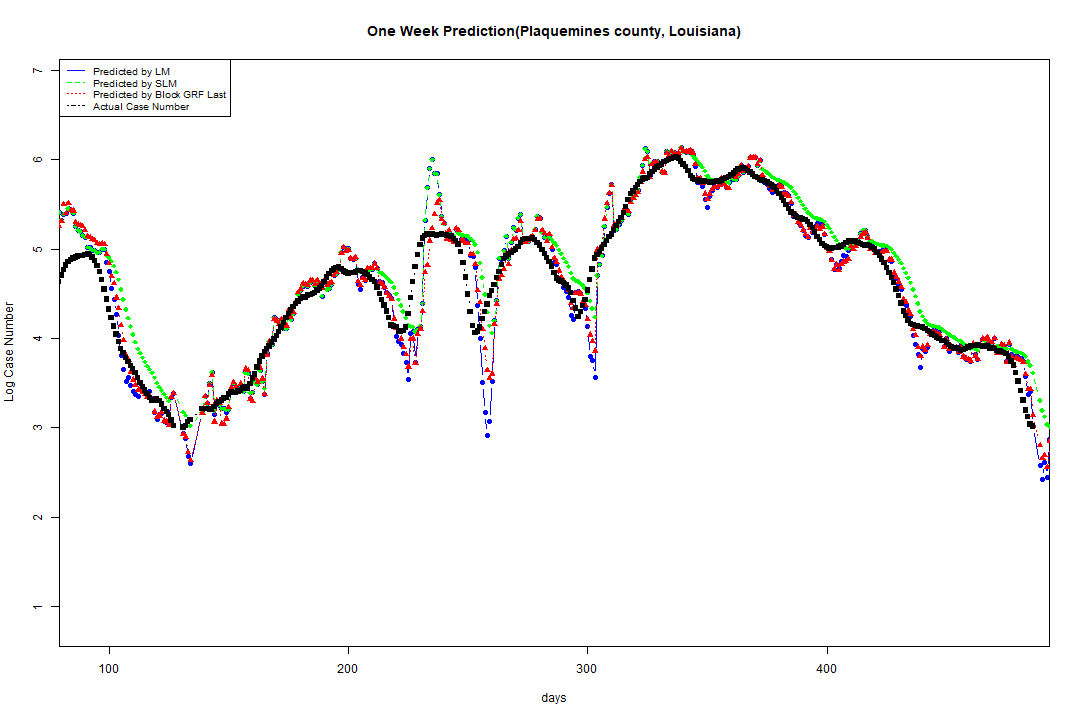 One Week Prediction(Plaquemines county, Louisiana)
Predicted by LM
Predicted by SLM
Predicted by Block GRF Last
Actual Case Number
7
6
5
4
3
2
1
Log Case Number
100
200
300
400
days